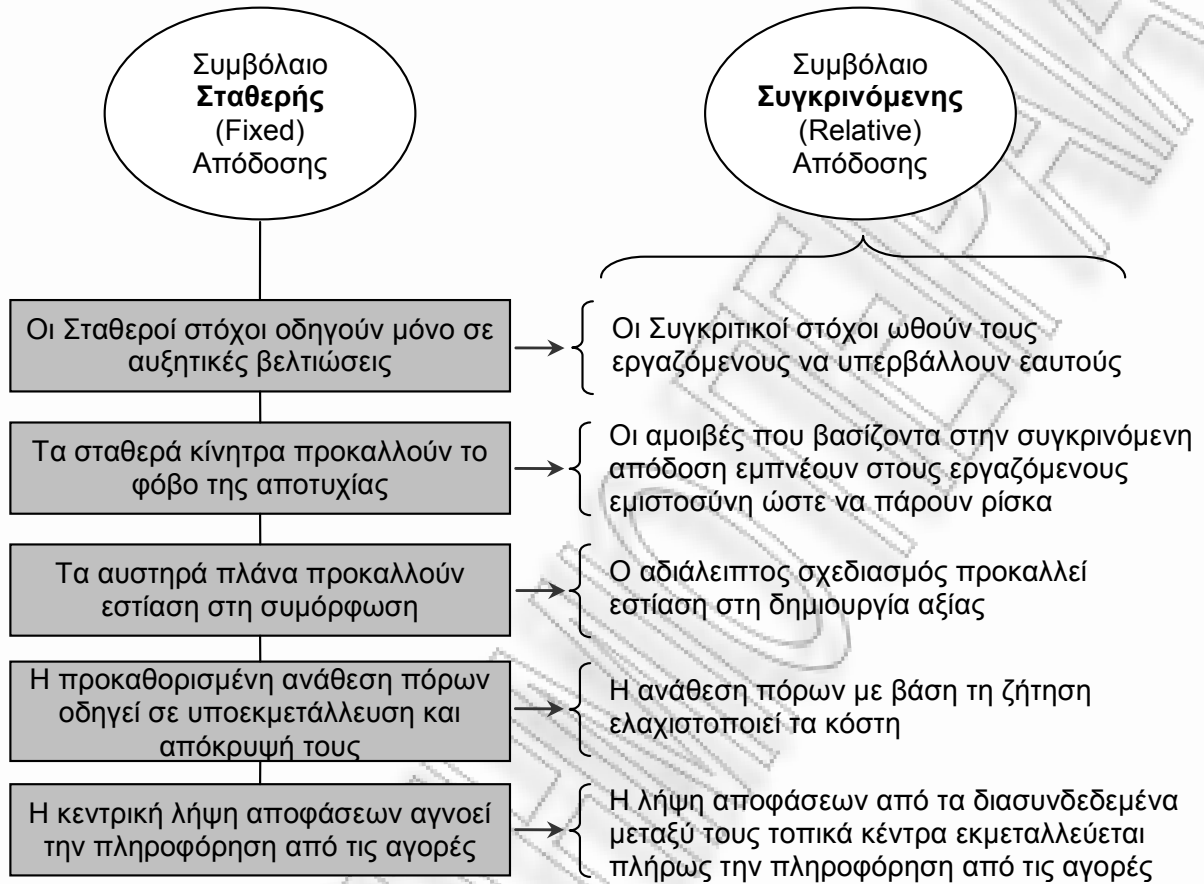 Συμβόλαιο
Σταθερής
(Fixed)
Απόδοσης
Συμβόλαιο
Συγκρινόμενης
(Relative)
Απόδοσης
Οι Σταθεροί στόχοι οδηγούν μόνο σε
αυξητικές βελτιώσεις
Οι Συγκριτικοί στόχοι ωθούν τους
εργαζόμενους να υπερβάλλουν εαυτούς
Τα σταθερά κίνητρα προκαλλούν το
φόβο της αποτυχίας
Οι αμοιβές που βασίζοντα στην συγκρινόμενη
απόδοση εμπνέουν στους εργαζόμενους
εμιστοσύνη ώστε να πάρουν ρίσκα
Τα αυστηρά πλάνα προκαλλούν
εστίαση στη συμόρφωση
Ο αδιάλειπτος σχεδιασμός προκαλλεί
εστίαση στη δημιουργία αξίας
Η προκαθορισμένη ανάθεση πόρων
οδηγεί σε υποεκμετάλλευση και
απόκρυψή τους
Η ανάθεση πόρων με βάση τη ζήτηση
ελαχιστοποιεί τα κόστη
Η κεντρική λήψη αποφάσεων αγνοεί
την πληροφόρηση από τις αγορές
Η λήψη αποφάσεων από τα διασυνδεδεμένα
μεταξύ τους τοπικά κέντρα εκμεταλλεύεται
πλήρως την πληροφόρηση από τις αγορές